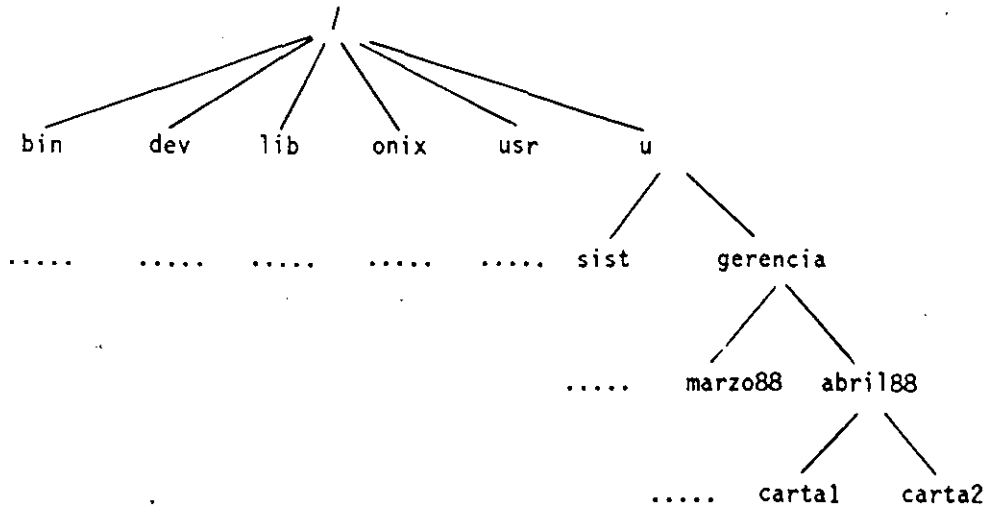 /
bin dev lib onix usr u
..... ..... ..... ..... ..... sist gerencia
..... marzo88 abril88
..... carta1 carta2